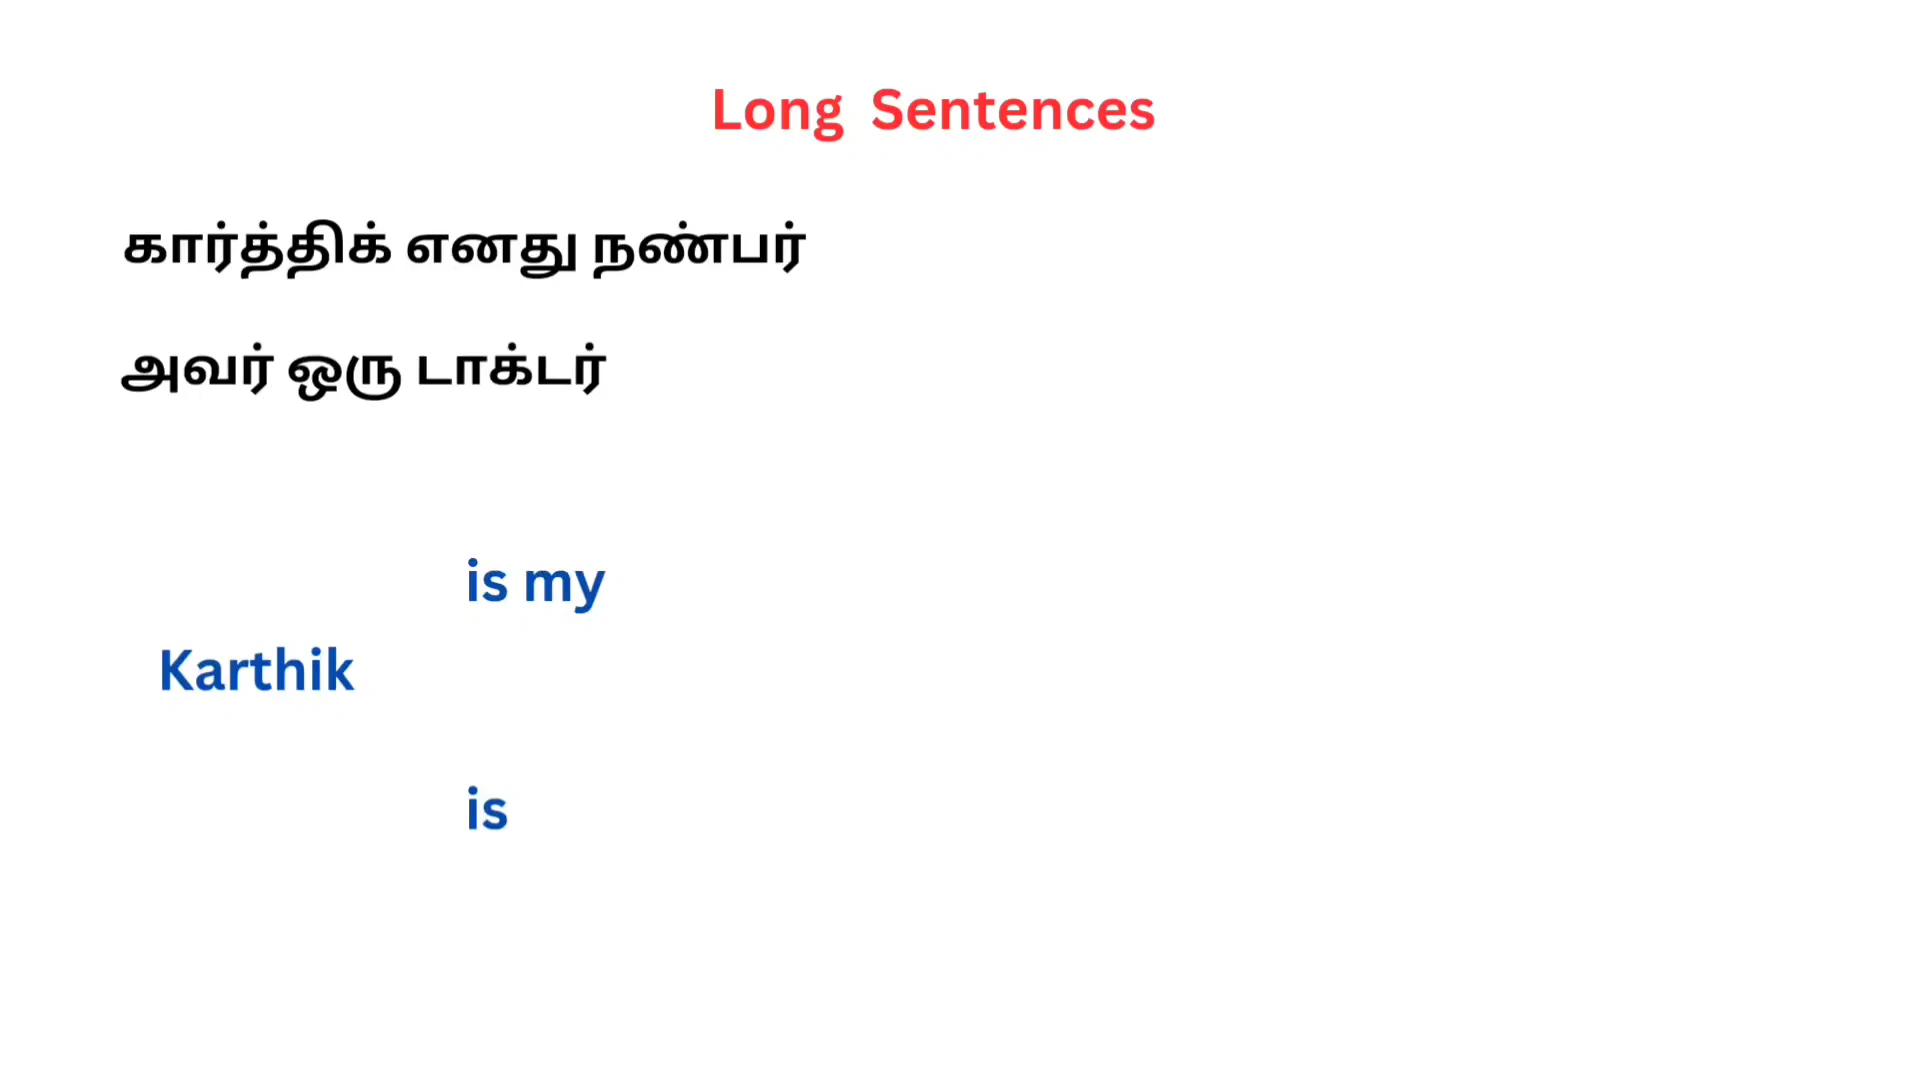 Long Sentences
கார்த்திக் எனது நண்பர்
அவர் ஒரு டாக்டர்
is my
Karthik
is